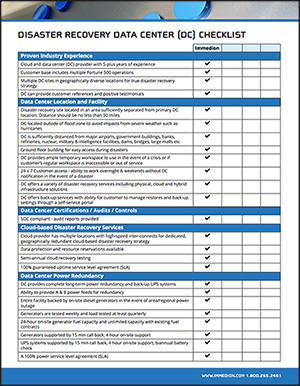 DISASTER RECOVERY DATA CENTER (DC) CHECKLIST
Immedion
Proven Industry Experience
Cloud and data center (DC) provider with 5-plus years of experience
Customer base includes multiple Fortune 500 operations
Multiple DC sites in geographically diverse locations for true disaster recovery
strategy
DC can provide customer references and positive testimonials
Data Center Location and Facility
Disaster recovery site located in an area sufficiently separated from primary DC
location. Distance should be no less than 50 miles
DC located outside of flood zone to avoid impacts from severe weather such as
hurricanes
DC is sufficiently distanced from major airports, government buildings, banks,
refineries, nuclear, military & intelligence facilities, dams, bridges, large malls etc
Ground floor building for easy access during disasters
DC provides ample temporary workspace to use in the event of a crisis or if
customer's regular workspace is inaccessible or out of service
24 x 7 Customer access - ability to work overnight & weekends without DC
notification in the event of a disaster
DC offers a variety of disaster recovery services including physical, cloud and hybrid
infrastructure solutions
DC offers back-up services with ability for customer to manage restores and back-up
settings through a self-service portal
Data Center Certifications / Audits / Controls
SOC compliant - audit reports provided
Cloud-based Disaster Recovery Services
Cloud provider has multiple locations with high-speed inter-connects for dedicated,
geographically redundant cloud-based disaster recovery strategy
Data protection and resource reservations available
Semi-annual cloud recovery testing
100% guaranteed uptime service level agreement (SLA)
Data Center Power Redundancy
DC provides complete long-term power redundancy and back-up UPS systems
Ability to provide A & B power feeds for redundancy
Entire facility backed by on-site diesel generators in the event of area/regional power
outage
Generators are tested weekly and load tested at least quarterly
24-hour on-site generator fuel capacity and unlimited capacity with existing fuel
contracts
Generators supported by 15 min call back, 4 hour on-site support
UPS systems supported by 15 min call back, 4 hour on-site support, biannual battery
check
A 100% power service level agreement (SLA)
WWW.IMMEDION.COM 1.800.265.2461